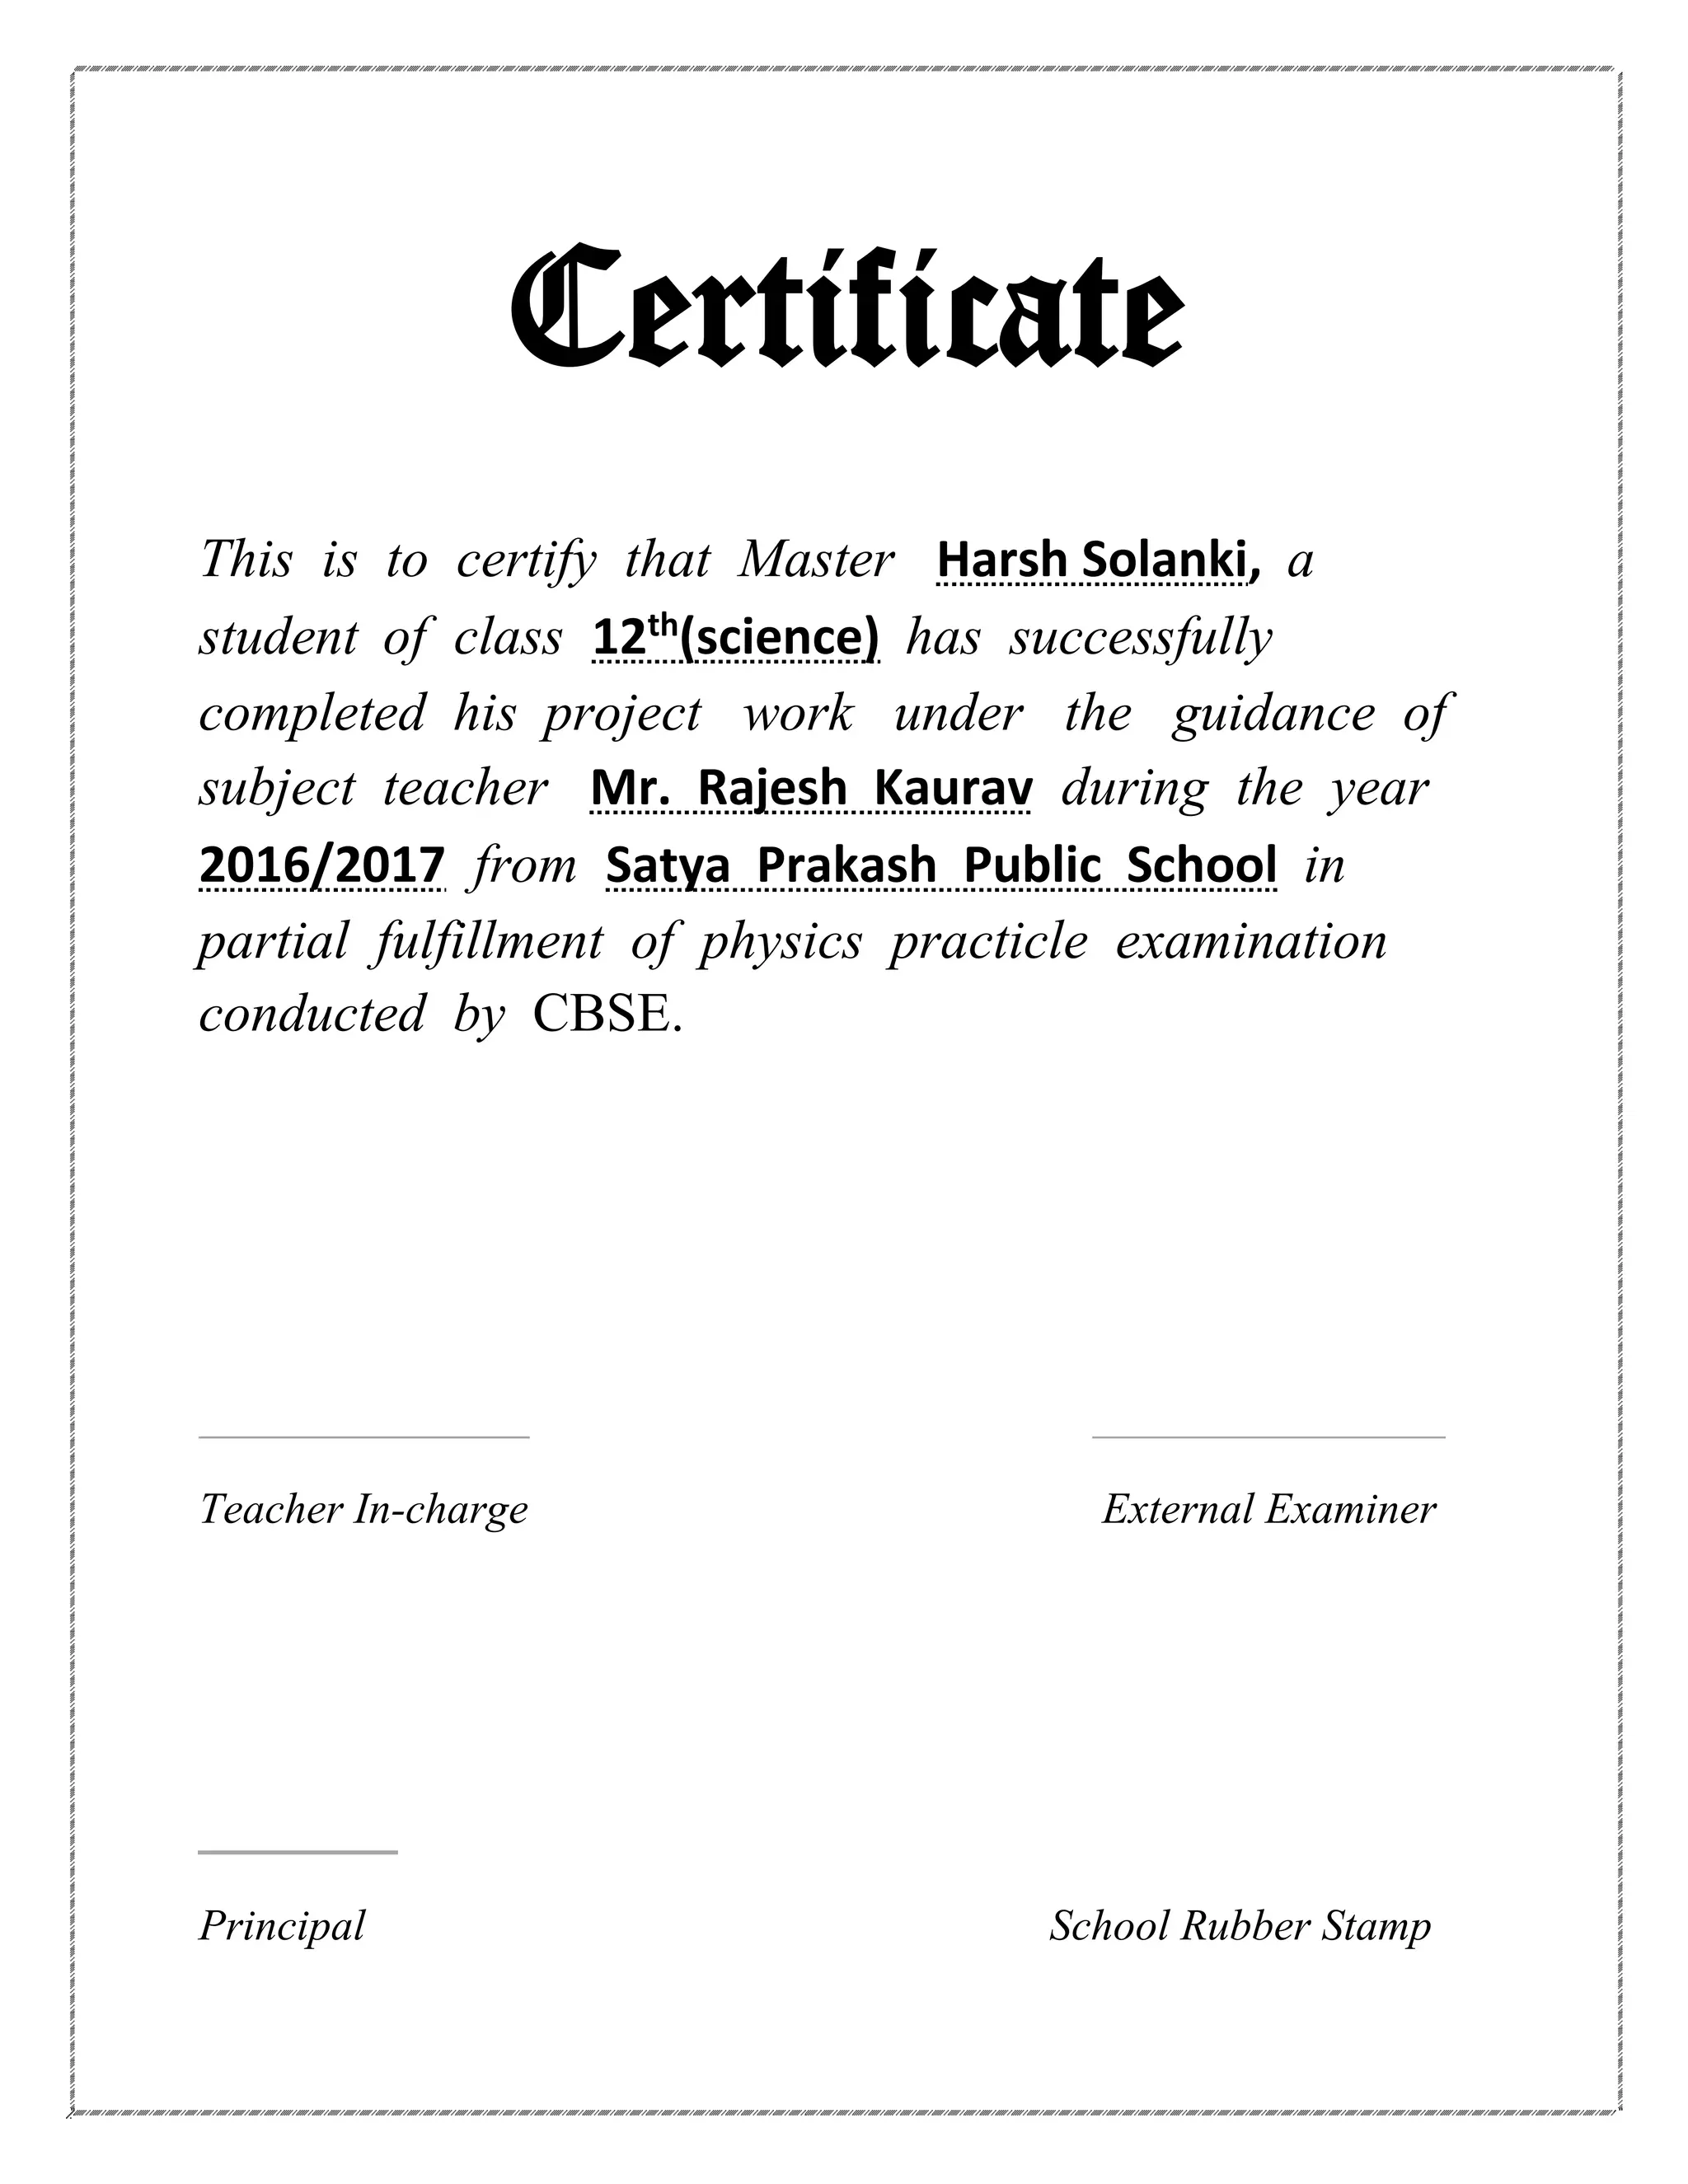 Certificate
This is to certify that Master Harsh Solanki, a
student of class 12th(science) has successfully
completed his project work under the guidance of
subject teacher Mr. Rajesh Kaurav during the year
2016/2017 from Satya Prakash Public School in
partial fulfillment of physics practicle examination
conducted by CBSE.
Teacher In-charge External Examiner
Principal School Rubber Stamp